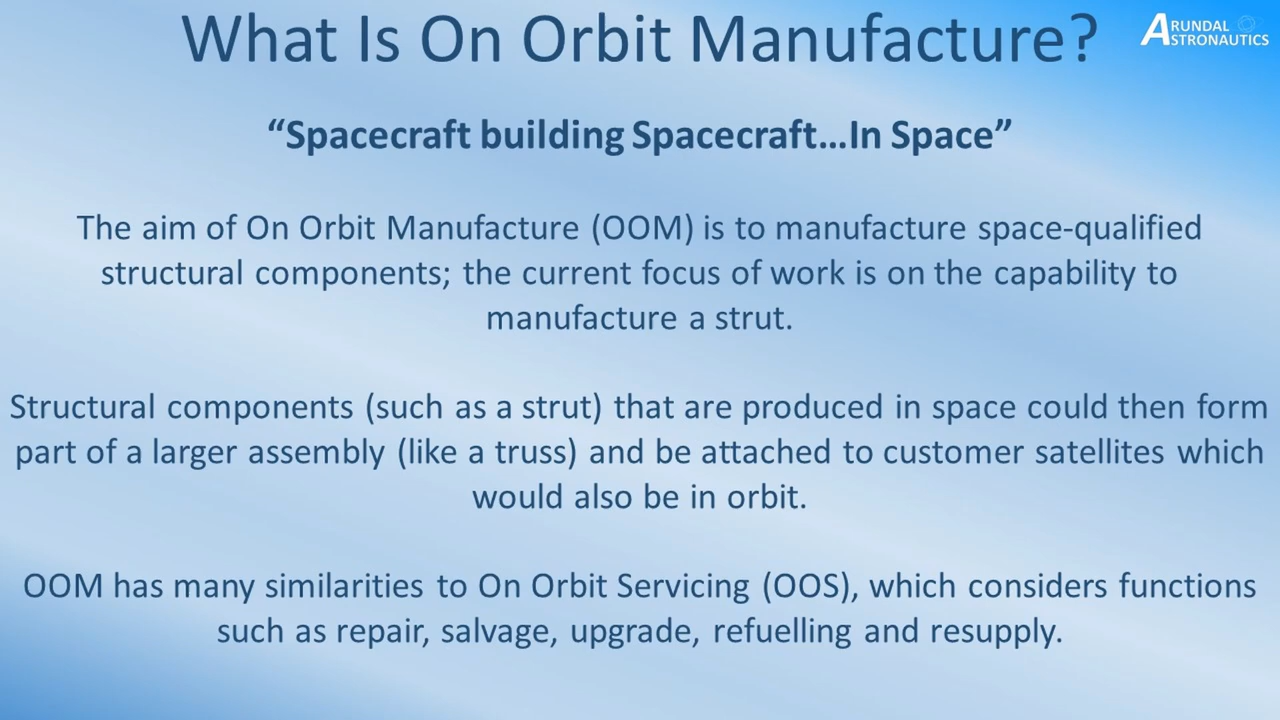 What Is On Orbit Manufacture?
ARUNDAL
ASTRONAUTICS
“Spacecraft building Spacecraft...In Space”
The aim of On Orbit Manufacture (OOM) is to manufacture space-qualified
structural components; the current focus of work is on the capability to
manufacture a strut.
Structural components (such as a strut) that are produced in space could then form
part of a larger assembly (like a truss) and be attached to customer satellites which
would also be in orbit.
OOM has many similarities to On Orbit Servicing (OOS), which considers functions
such as repair, salvage, upgrade, refuelling and resupply.